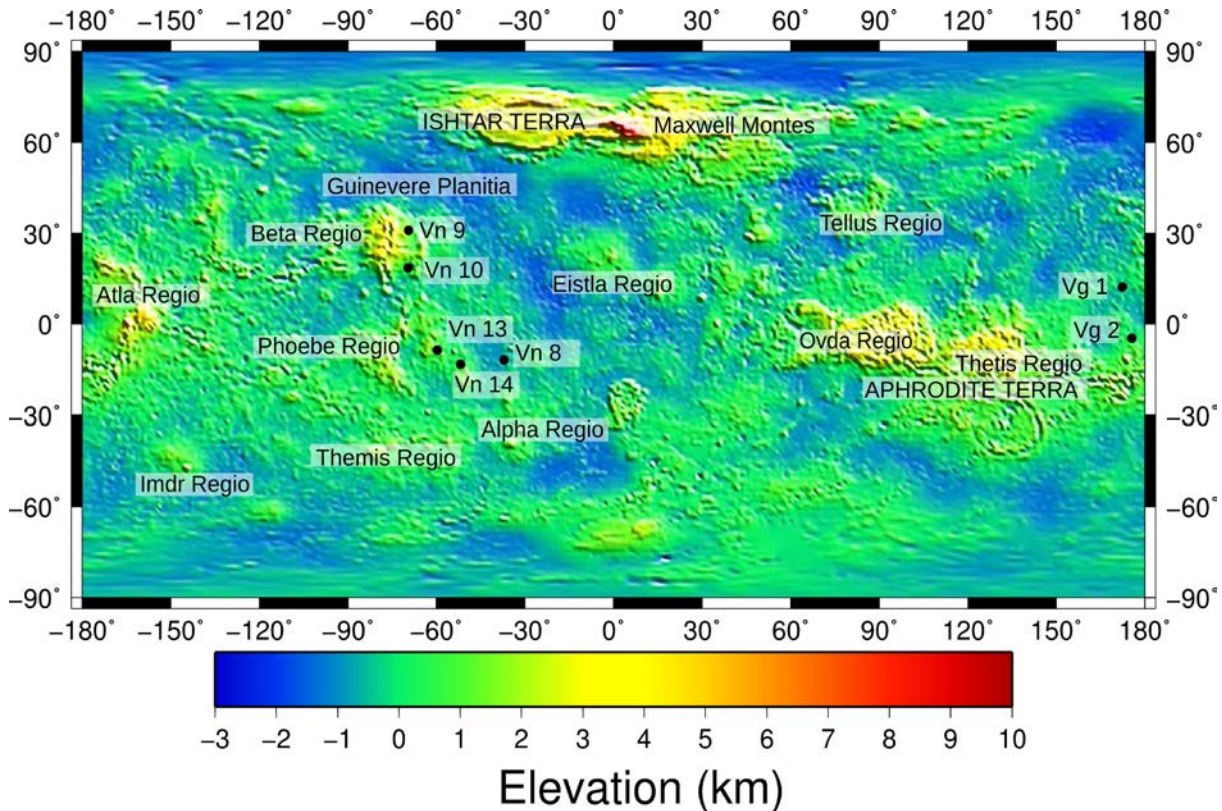 −180˚ −150˚ −120˚ −90˚ −60˚ −30˚ 0˚ 30˚ 60˚ 90˚ 120˚ 150˚ 180˚
90˚ 90˚
ISHTAR TERRA Maxwell Montes
60˚ 60˚
Guinevere Planitia
Tellus Regio
Beta Regio Vn 9
30˚ 30˚
Vn 10
Eistla Regio
Vg 1
Atla Regio
0˚ 0˚
Vn 13 Vg 2
Phoebe Regio Vn 8 Ovda Regio
Vn 14 Thetis Regio
APHRODITE TERRA
−30˚ −30˚
Alpha Regio
Themis Regio
Imdr Regio
−60˚ −60˚
−90˚ −90˚
−180˚ −150˚ −120˚ −90˚ −60˚ −30˚ 0˚ 30˚ 60˚ 90˚ 120˚ 150˚ 180˚
−3 −2 −1 0 1 2 3 4 5 6 7 8 9 10
Elevation (km)